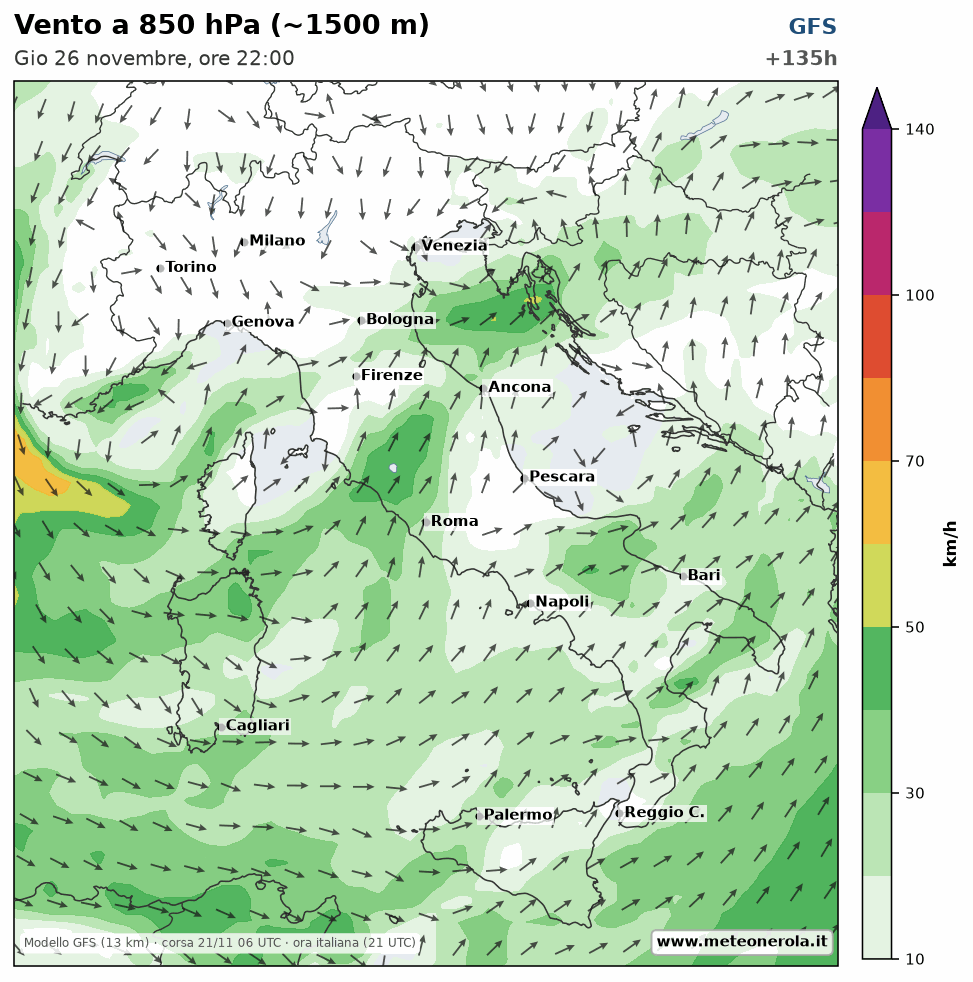 Vento a 850 hPa (~1500 m)
GFS
Gio 26 novembre, ore 22:00
+135h
140
100
70
50
30
10
km/h
Milano
Venezia
Torino
Genova
Bologna
Firenze
Ancona
Pescara
Roma
Bari
Napoli
Cagliari
Palermo
Reggio C.
Modello GFS (13 km) · corsa 21/11 06 UTC · ora italiana (21 UTC)
www.meteonerola.it